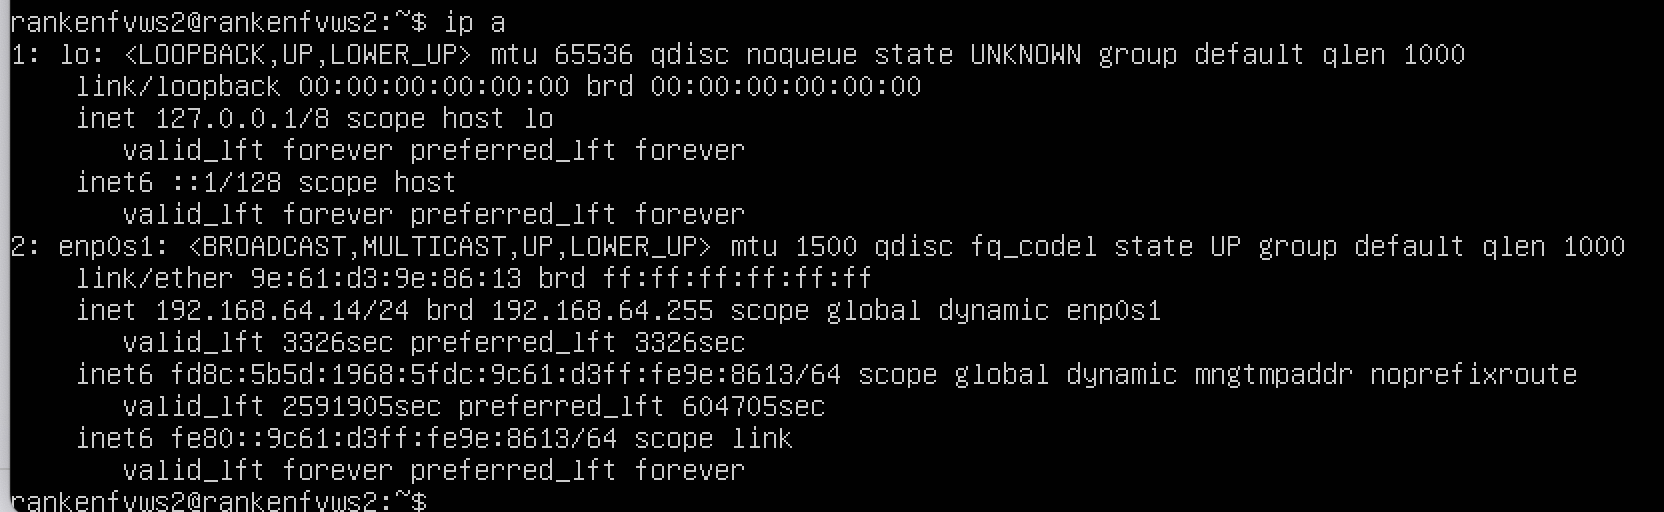 rankenfvws2@rankenfvws2:~$ ip a
1: lo: <LOOPBACK,UP,LOWER_UP> mtu 65536 qdisc noqueue state UNKNOWN group default qlen 1000
    link/loopback 00:00:00:00:00:00 brd 00:00:00:00:00:00
    inet 127.0.0.1/8 scope host lo
       valid_lft forever preferred_lft forever
    inet6 ::1/128 scope host
       valid_lft forever preferred_lft forever
2: enp0s1: <BROADCAST,MULTICAST,UP,LOWER_UP> mtu 1500 qdisc fq_codel state UP group default qlen 1000
    link/ether 9e:61:d3:9e:86:13 brd ff:ff:ff:ff:ff:ff
    inet 192.168.64.14/24 brd 192.168.64.255 scope global dynamic enp0s1
       valid_lft 3326sec preferred_lft 3326sec
    inet6 fd8c:5b5d:1968:5fdc:9c61:d3ff:fe9e:8613/64 scope global dynamic mngtmpaddr noprefixroute
       valid_lft 2591905sec preferred_lft 604705sec
    inet6 fe80::9c61:d3ff:fe9e:8613/64 scope link
       valid_lft forever preferred_lft forever
rankenfvws2@rankenfvws2:~$